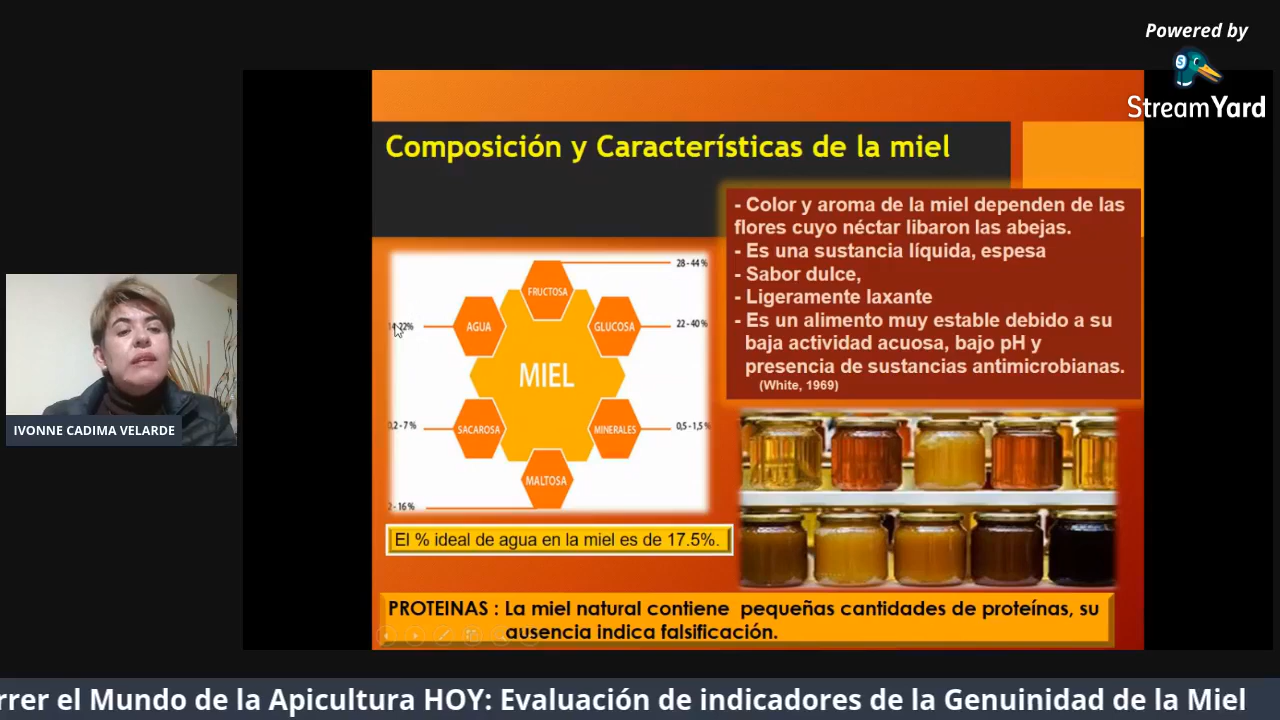 Powered by
StreamYard
Composición y Características de la miel
- Color y aroma de la miel dependen de las
flores cuyo néctar libaron las abejas.
- Es una sustancia líquida, espesa
- Sabor dulce,
- Ligeramente laxante
- Es un alimento muy estable debido a su
baja actividad acuosa, bajo pH y
presencia de sustancias antimicrobianas.
(White, 1969)
28 - 44 %
FRUCTOSA
AGUA
GLUCOSA
22 - 40 %
MIEL
0,2 - 7 %
SACAROSA
MINERALES
0,5 - 1,5 %
MALTOSA
2 - 16 %
El % ideal de agua en la miel es de 17.5%.
PROTEINAS : La miel natural contiene pequeñas cantidades de proteínas, su
ausencia indica falsificación.
IVONNE CADIMA VELARDE
el Mundo de la Apicultura HOY: Evaluación de indicadores de la Genuinidad de la Miel